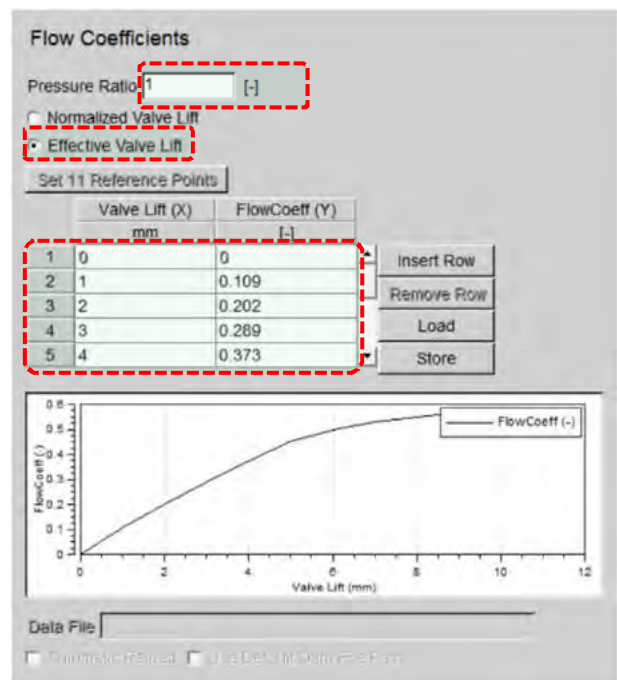 Flow Coefficients
Pressure Ratio 1 [-]
Normalized Valve Lift
Effective Valve Lift
Set 11 Reference Points
Valve Lift (X) FlowCoeff (Y)
mm [-]
1 0 0 Insert Row
2 1 0.109 Remove Row
3 2 0.202
4 3 0.289 Load
5 4 0.373 Store
0.6
0.5
0.4
0.3
0.2
0.1
0
FlowCoeff (-)
FlowCoeff (-)
0 2 4 6 8 10 12
Valve Lift (mm)
Data File